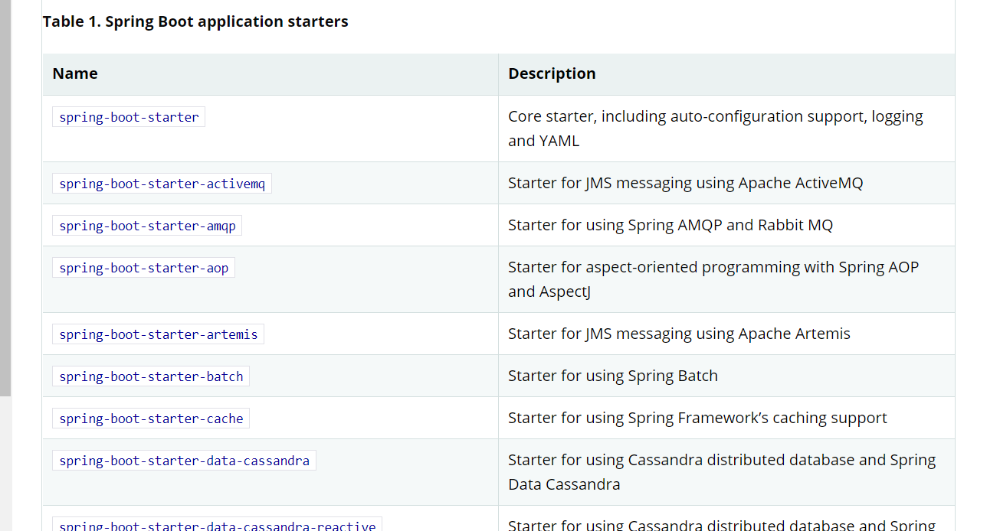 Table 1. Spring Boot application starters
Name Description
spring-boot-starter Core starter, including auto-configuration support, logging
and YAML
spring-boot-starter-activemq Starter for JMS messaging using Apache ActiveMQ
spring-boot-starter-amqp Starter for using Spring AMQP and Rabbit MQ
spring-boot-starter-aop Starter for aspect-oriented programming with Spring AOP
and AspectJ
spring-boot-starter-artemis Starter for JMS messaging using Apache Artemis
spring-boot-starter-batch Starter for using Spring Batch
spring-boot-starter-cache Starter for using Spring Framework’s caching support
spring-boot-starter-data-cassandra Starter for using Cassandra distributed database and Spring
Data Cassandra
spring-boot-starter-data-cassandra-reactive Starter for using Cassandra distributed database and Spring